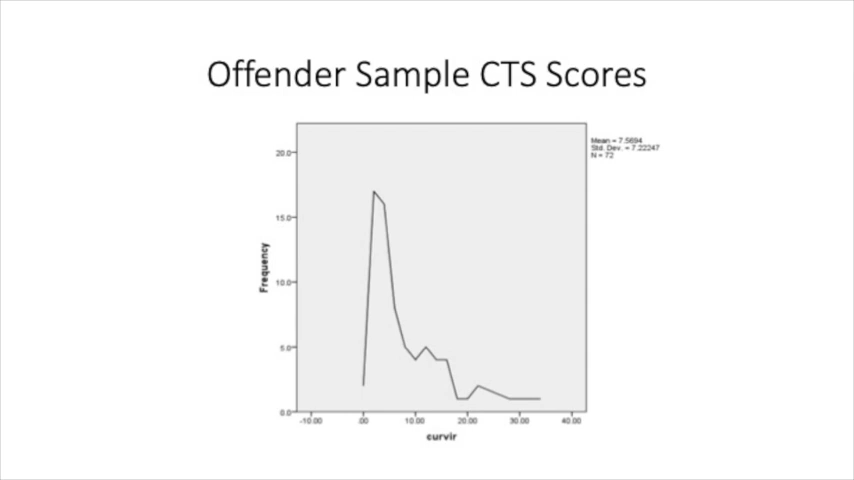 Offender Sample CTS Scores
Mean = 7.5694
Std. Dev. = 7.22247
N = 72
20.0
15.0
10.0
5.0
0.0
Frequency
-10.00 .00 10.00 20.00 30.00 40.00
curvir